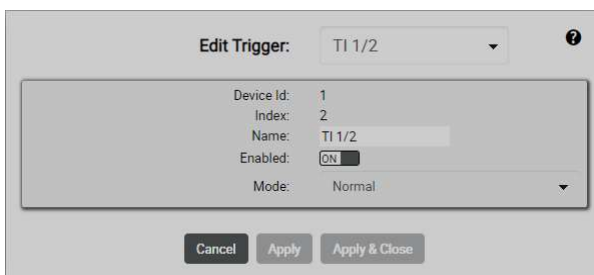 Edit Trigger: TI 1/2 ?
Device Id: 1
Index: 2
Name: TI 1/2
Enabled: ON
Mode: Normal
Cancel Apply Apply & Close